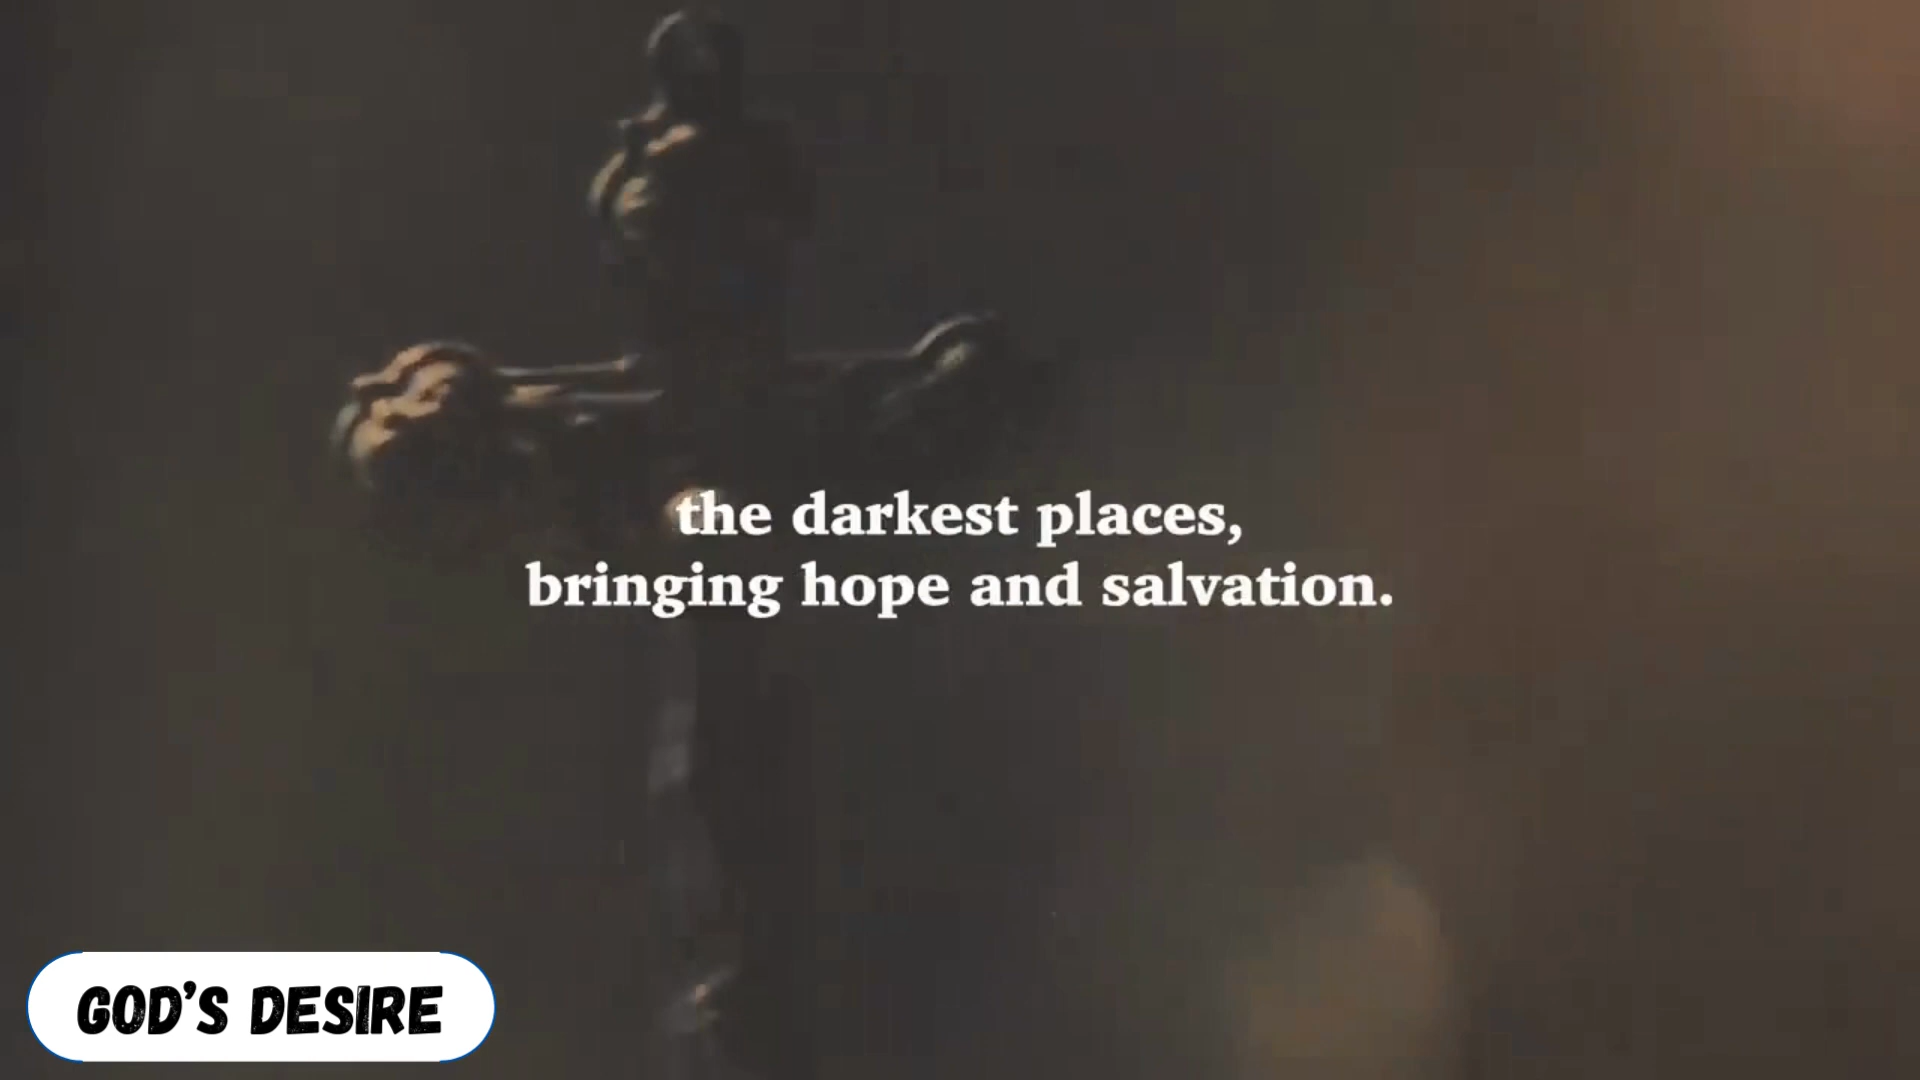 the darkest places,
bringing hope and salvation.
GOD'S DESIRE